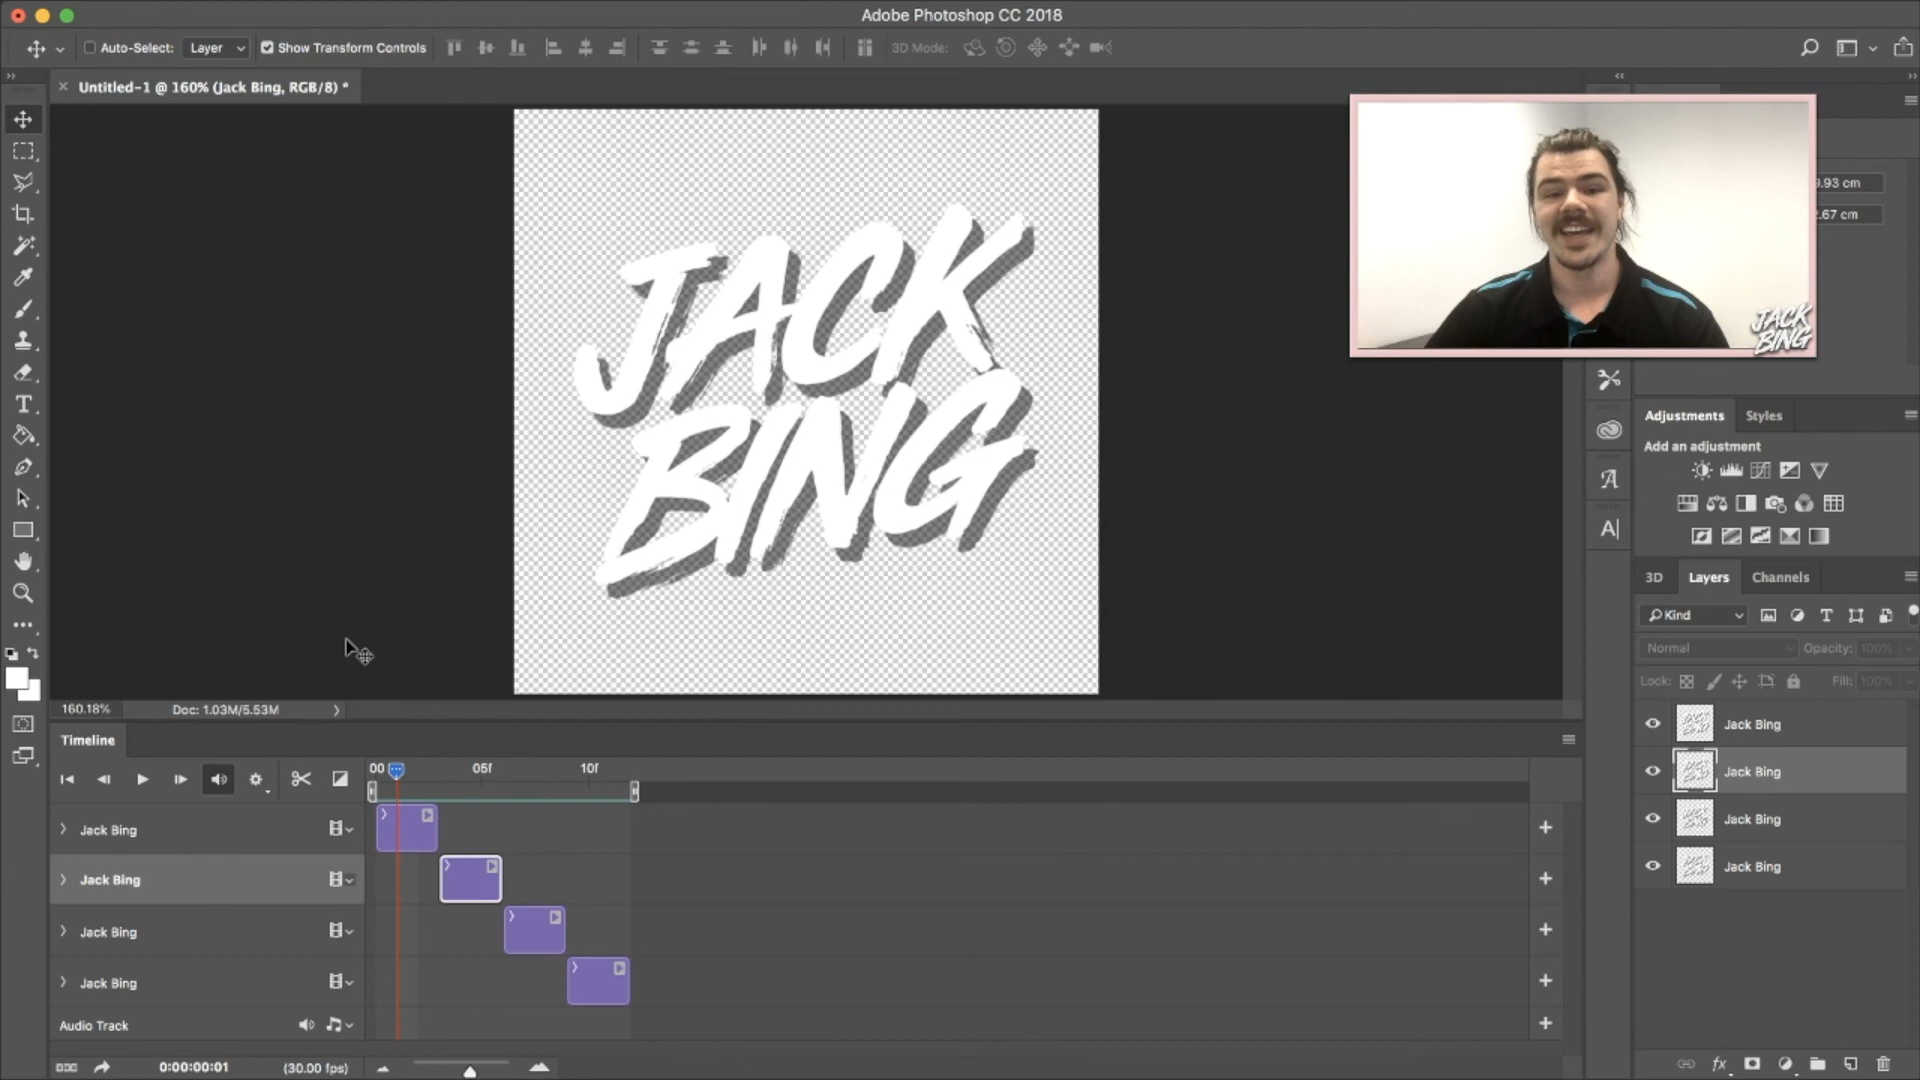 Adobe Photoshop CC 2018
Auto-Select: Layer Show Transform Controls 3D Mode:
Untitled-1 @ 160% (Jack Bing, RGB/8) *
JACK
BING
JACK
BING
.93 cm
.67 cm
Adjustments Styles
Add an adjustment
3D Layers Channels
Kind
Normal Opacity: 100%
Lock: Fill: 100%
Jack Bing
Jack Bing
Jack Bing
Jack Bing
160.18% Doc: 1.03M/5.53M
Timeline
00 05f 10f
Jack Bing
Jack Bing
Jack Bing
Jack Bing
Audio Track
0:00:00:01 (30.00 fps)